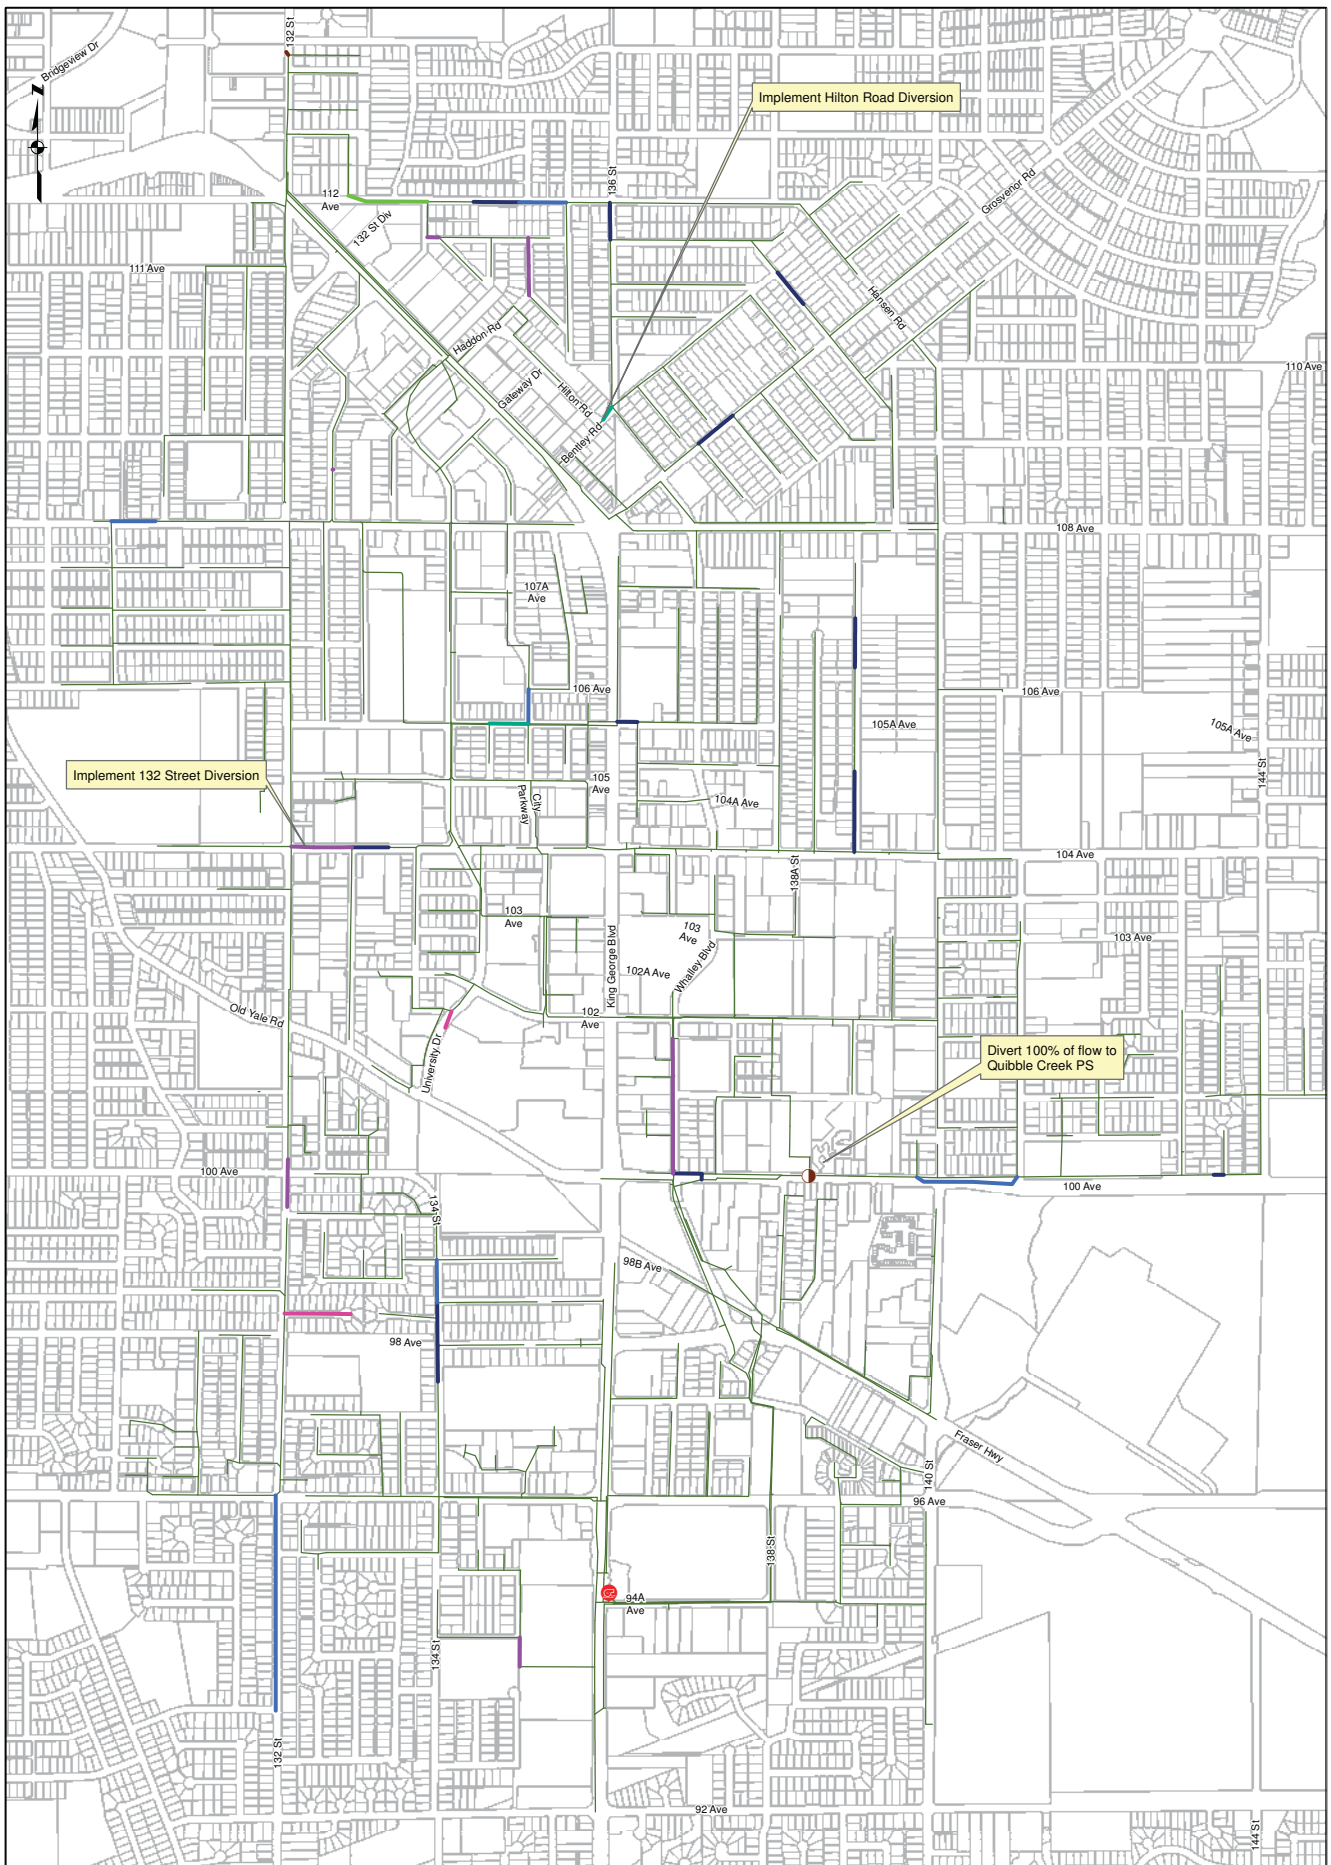 132 St
Bridgeview Dr
N
Implement Hilton Road Diversion
136 St
Grosvenor Rd
112
Ave
132 St Div
111 Ave
Hansen Rd
Haddon Rd
110 Ave
Gateway Dr
Hilton Rd
Bentley Rd
108 Ave
107A
Ave
106 Ave
106 Ave
105A Ave
105A Ave
144 St
Implement 132 Street Diversion
105
Ave
City
Parkway
104A Ave
104 Ave
138A St
103
Ave
103
Ave
103 Ave
King George Blvd
102A Ave
Whalley Blvd
Old Yale Rd
102
Ave
University Dr
Divert 100% of flow to
Quibble Creek PS
100 Ave
100 Ave
134 St
98B Ave
98 Ave
Fraser Hwy
140 St
96 Ave
138 St
94A
Ave
134 St
132 St
92 Ave
144 St